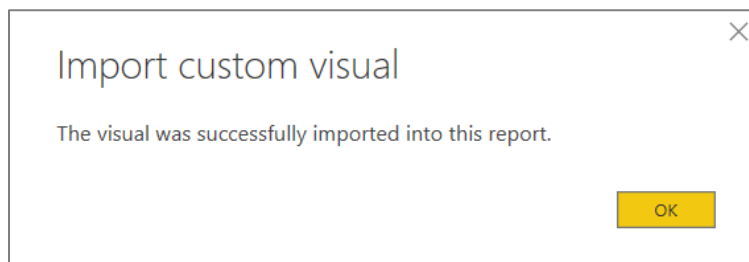 Import custom visual
The visual was successfully imported into this report.
OK